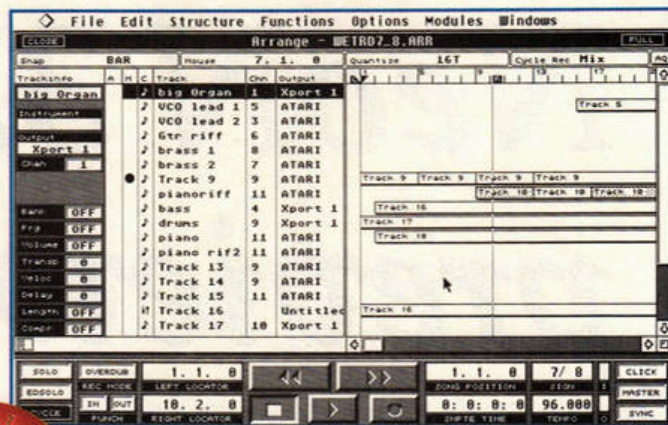 File Edit Structure Functions Options Modules Windows
CLOSE Arrange - WETRD7_8.ARR FULL
Snap BAR Mouse 7. 1. 0 Quantize 16T Cycle Rec Mix
TrackInfo A M C Track Chn Output 1 5 9 13 17
big Organ
Instrument
Output
Xport 1
Chan 1
Bank OFF
Prg OFF
Volume OFF
Transp 0
Veloc 0
Delay 0
Length OFF
Compr OFF
big Organ 1 Xport 1
VCO lead 1 5 ATARI Track 5
VCO lead 2 3 ATARI
Gtr riff 6 ATARI
brass 1 8 ATARI
brass 2 7 ATARI
Track 9 9 ATARI Track 9 Track 9 Track 9 Track 9
pianoriff 11 ATARI Track 10 Track 10 Track 10
bass 4 Xport 1 Track 16
drums 9 Xport 1 Track 17
piano 11 ATARI Track 18
piano rif2 11 ATARI
Track 13 9 ATARI
Track 14 9 ATARI
Track 15 11 ATARI
Track 16 Untitled Track 16
Track 17 10 Xport 1
SOLO OVERDUB 1. 1. 0 1. 1. 0 7/ 8 CLICK
REC MODE LEFT LOCATOR SONG POSITION SIGN MASTER
EDSOLO IN OUT 10. 2. 0 0: 0: 0: 0 96.000
CYCLE PUNCH RIGHT LOCATOR SMPTE TIME TEMPO SYNC